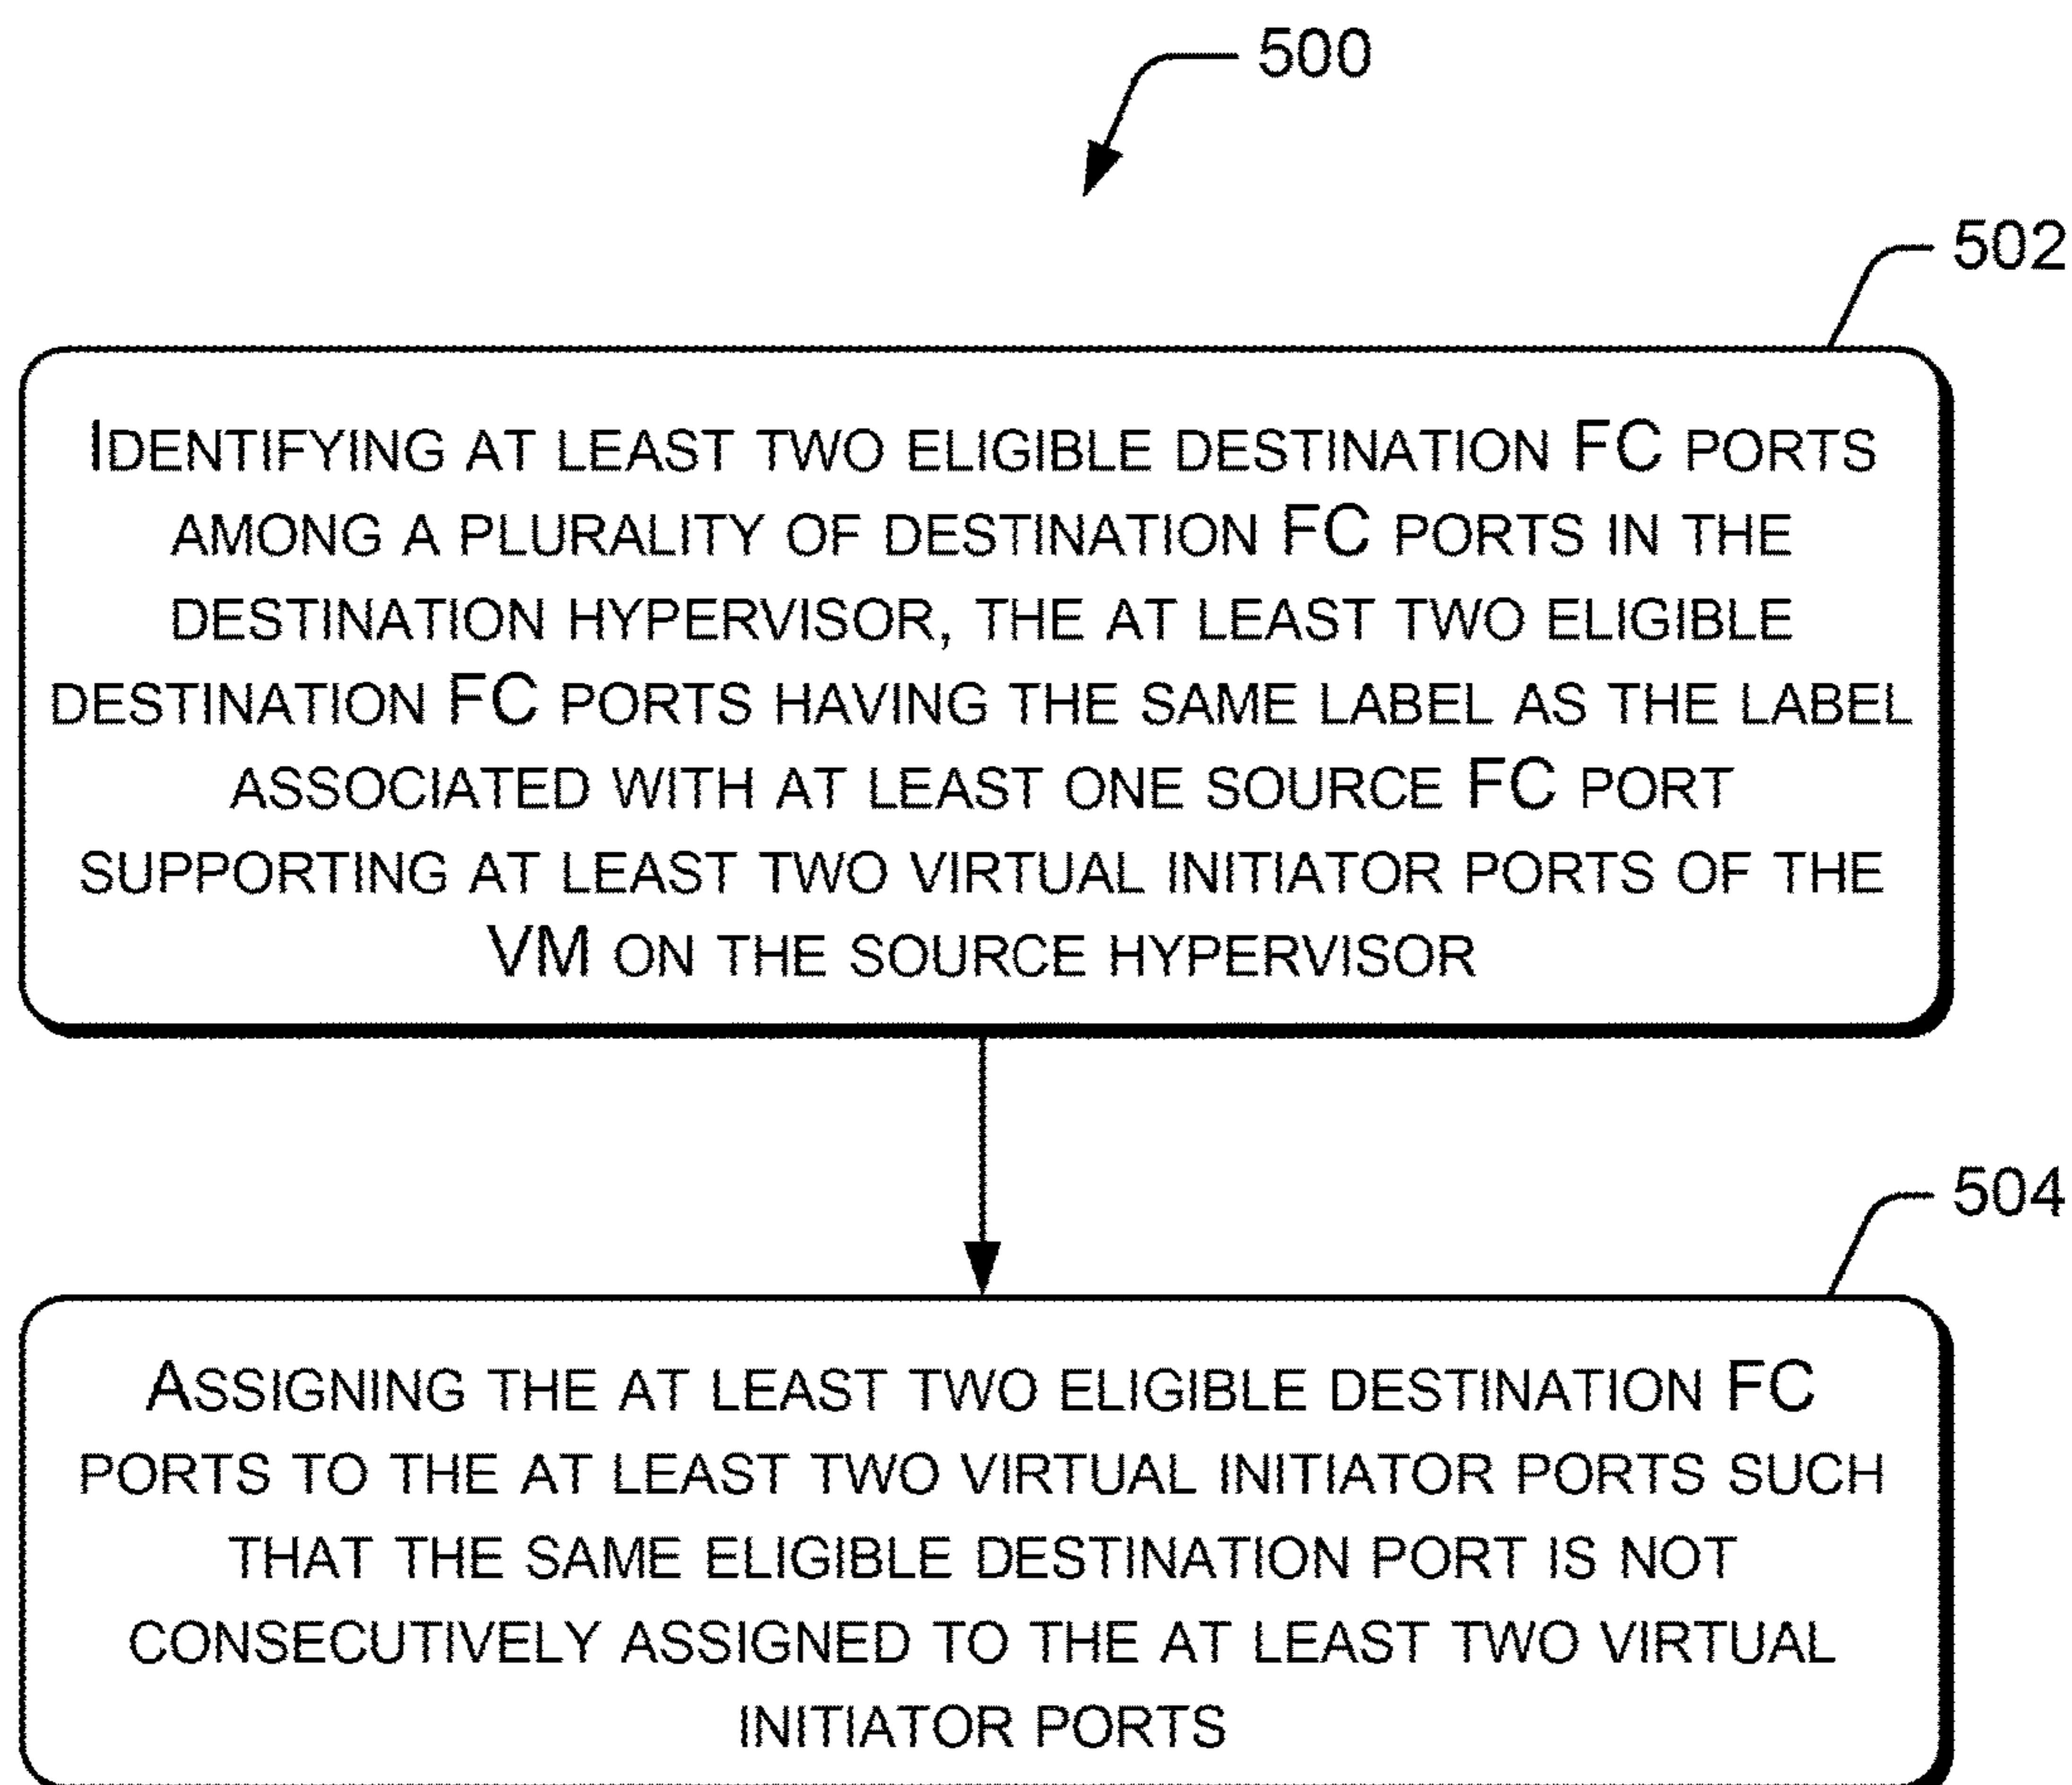 500
502
IDENTIFYING AT LEAST TWO ELIGIBLE DESTINATION FC PORTS
AMONG A PLURALITY OF DESTINATION FC PORTS IN THE
DESTINATION HYPERVISOR, THE AT LEAST TWO ELIGIBLE
DESTINATION FC PORTS HAVING THE SAME LABEL AS THE LABEL
ASSOCIATED WITH AT LEAST ONE SOURCE FC PORT
SUPPORTING AT LEAST TWO VIRTUAL INITIATOR PORTS OF THE
VM ON THE SOURCE HYPERVISOR
504
ASSIGNING THE AT LEAST TWO ELIGIBLE DESTINATION FC
PORTS TO THE AT LEAST TWO VIRTUAL INITIATOR PORTS SUCH
THAT THE SAME ELIGIBLE DESTINATION PORT IS NOT
CONSECUTIVELY ASSIGNED TO THE AT LEAST TWO VIRTUAL
INITIATOR PORTS